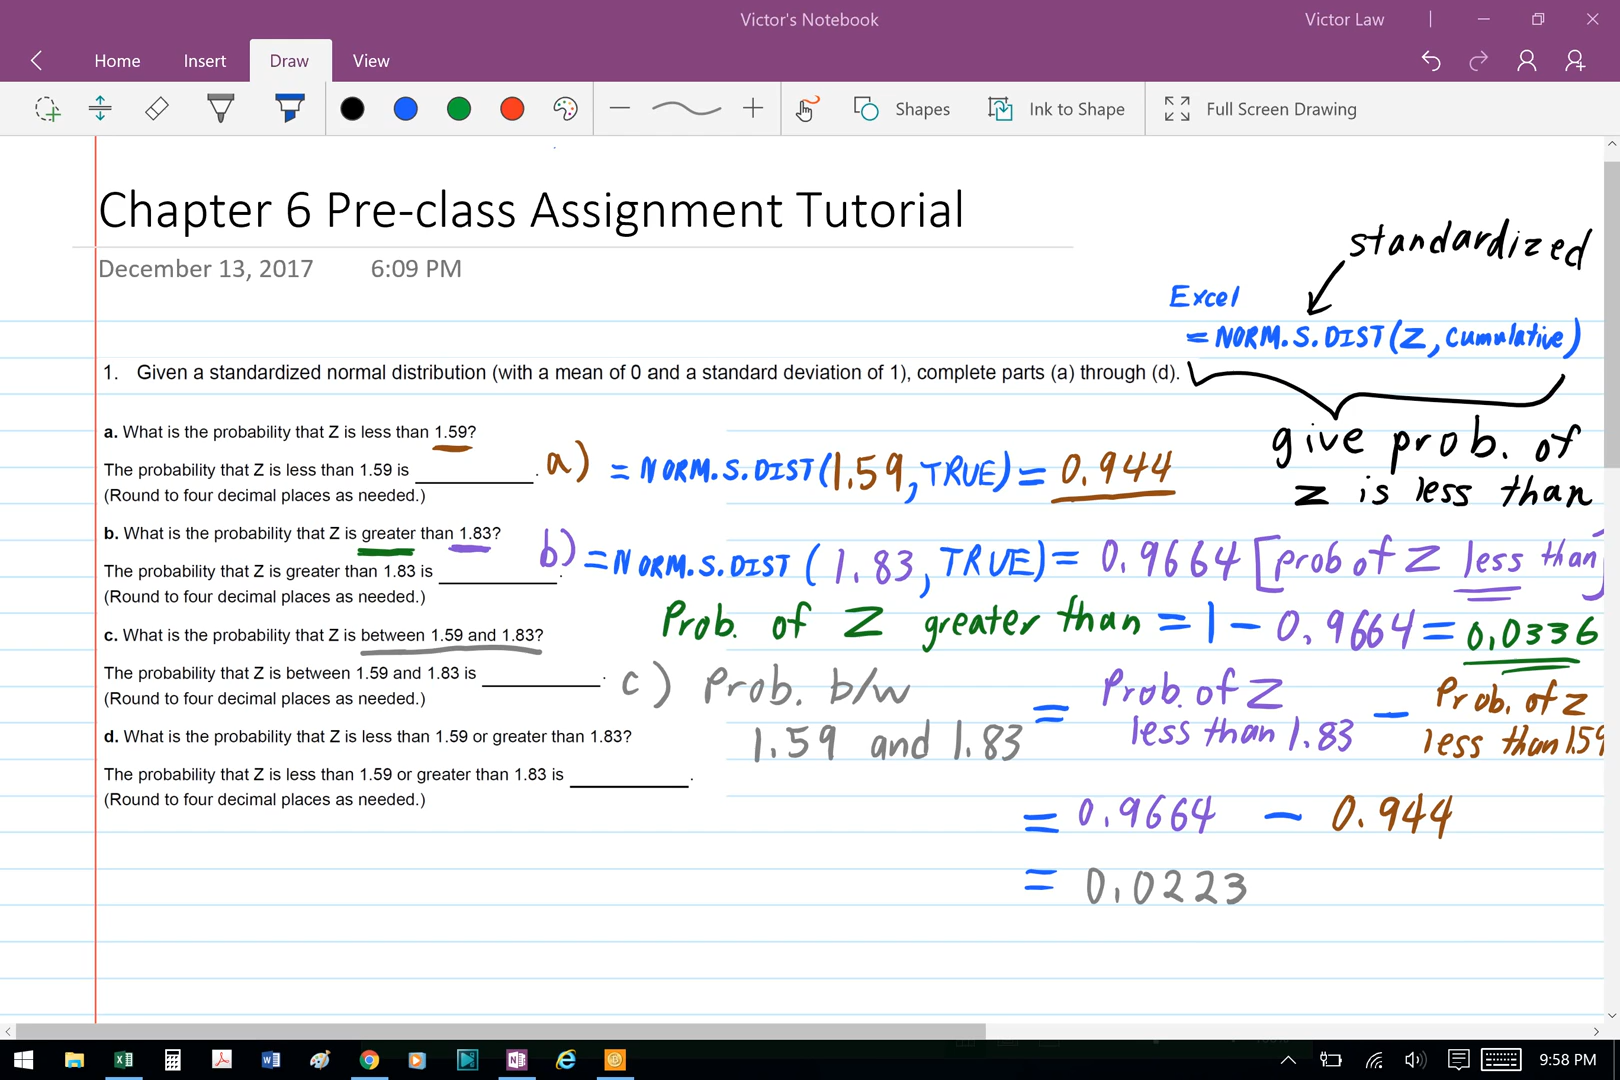 Victor's Notebook
Victor Law
Home Insert Draw View
Shapes Ink to Shape Full Screen Drawing
Chapter 6 Pre-class Assignment Tutorial
December 13, 2017 6:09 PM
standardized
Excel
=NORM.S.DIST(Z, cumulative)
1. Given a standardized normal distribution (with a mean of 0 and a standard deviation of 1), complete parts (a) through (d).
give prob. of
z is less than
a. What is the probability that Z is less than 1.59?
The probability that Z is less than 1.59 is ____________.
(Round to four decimal places as needed.)
a) = NORM.S.DIST(1.59, TRUE) = 0.944
b. What is the probability that Z is greater than 1.83?
The probability that Z is greater than 1.83 is ____________.
(Round to four decimal places as needed.)
b) = NORM.S.DIST ( 1.83, TRUE) = 0.9664 [prob of Z less than]
Prob. of Z greater than = 1 - 0.9664 = 0.0336
c. What is the probability that Z is between 1.59 and 1.83?
The probability that Z is between 1.59 and 1.83 is ____________.
(Round to four decimal places as needed.)
c) Prob. b/w
1.59 and 1.83
= Prob. of Z
less than 1.83
- Prob. of Z
less than 1.59
= 0.9664 - 0.944
= 0.0223
d. What is the probability that Z is less than 1.59 or greater than 1.83?
The probability that Z is less than 1.59 or greater than 1.83 is ____________.
(Round to four decimal places as needed.)
9:58 PM